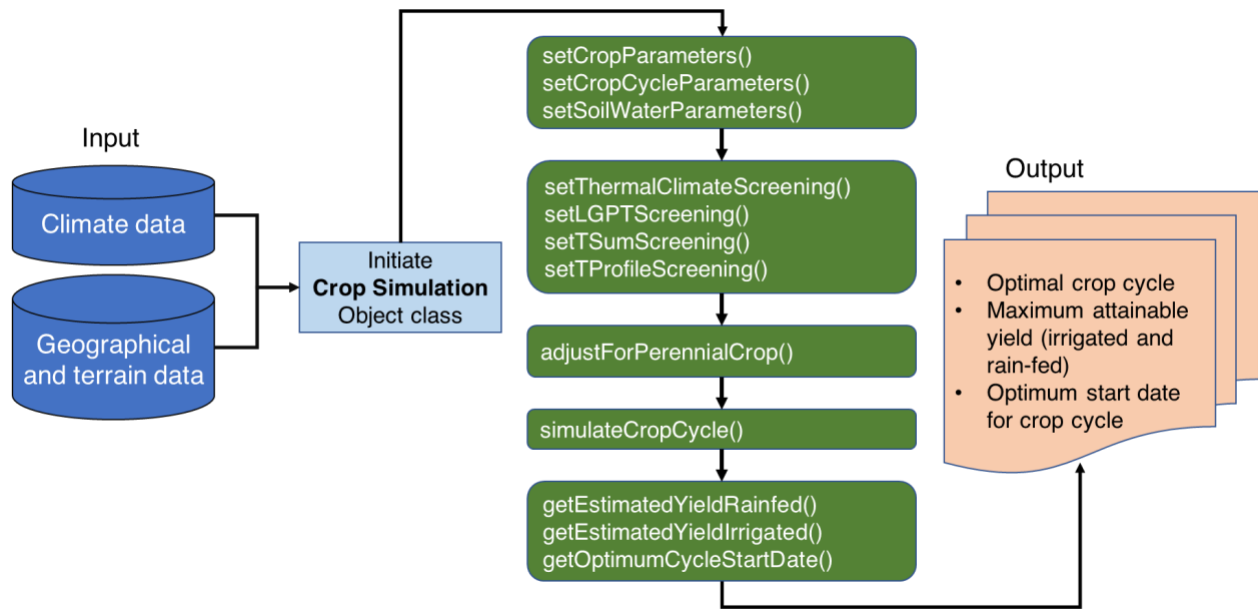 Input
Climate data
Geographical
and terrain data
Initiate
Crop Simulation
Object class
setCropParameters()
setCropCycleParameters()
setSoilWaterParameters()
setThermalClimateScreening()
setLGPTScreening()
setTSumScreening()
setTProfileScreening()
adjustForPerennialCrop()
simulateCropCycle()
getEstimatedYieldRainfed()
getEstimatedYieldIrrigated()
getOptimumCycleStartDate()
Output
• Optimal crop cycle
• Maximum attainable
yield (irrigated and
rain-fed)
• Optimum start date
for crop cycle